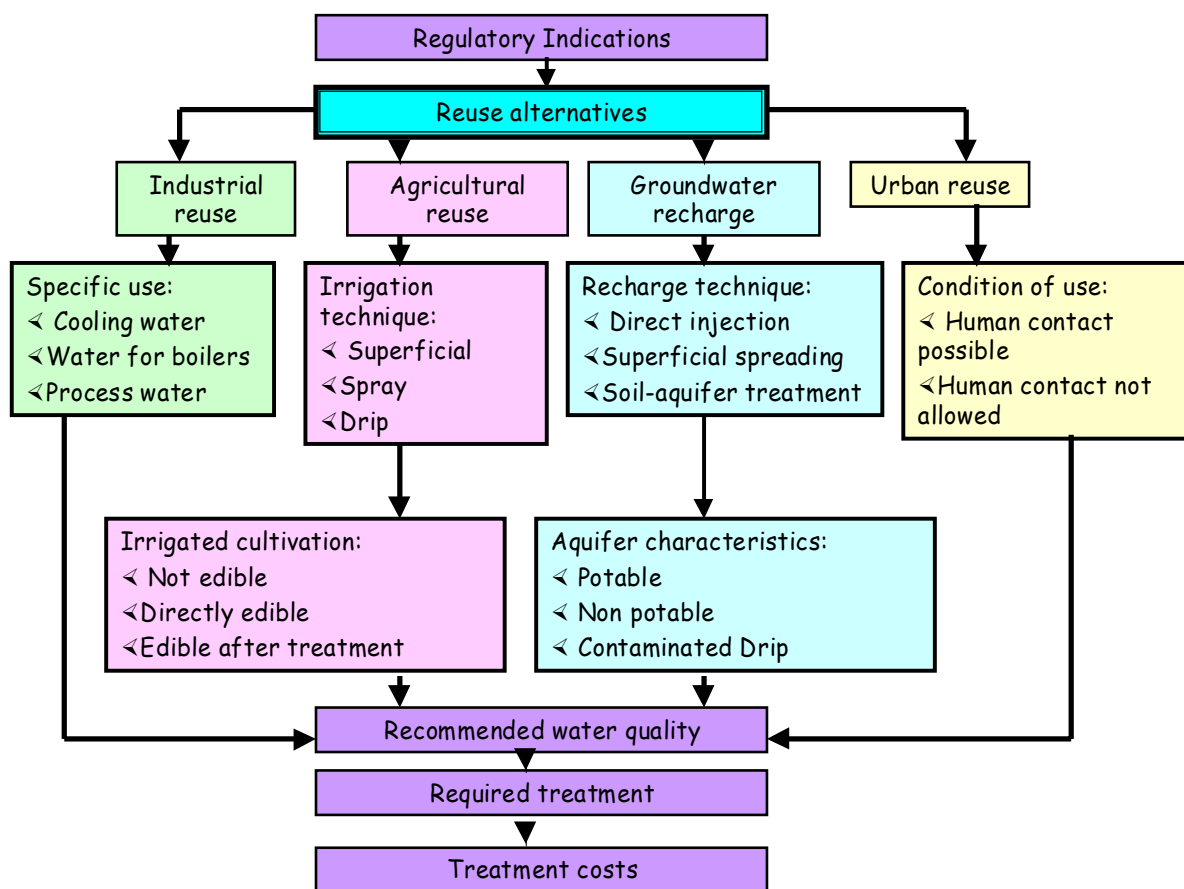 Regulatory Indications
Reuse alternatives
Industrial
reuse
Agricultural
reuse
Groundwater
recharge
Urban reuse
Specific use:
Cooling water
Water for boilers
Process water
Irrigation
technique:
Superficial
Spray
Drip
Recharge technique:
Direct injection
Superficial spreading
Soil-aquifer treatment
Condition of use:
Human contact
possible
Human contact not
allowed
Irrigated cultivation:
Not edible
Directly edible
Edible after treatment
Aquifer characteristics:
Potable
Non potable
Contaminated Drip
Recommended water quality
Required treatment
Treatment costs